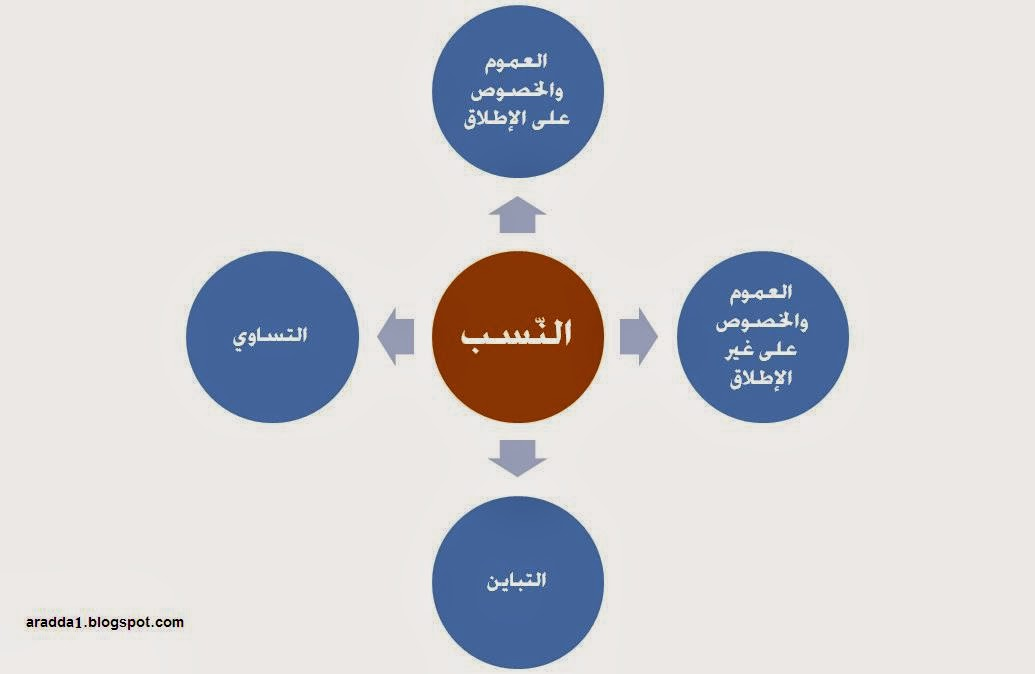 العموم
والخصوص
على الإطلاق
العموم
والخصوص
على غير
الإطلاق
النّسب
التساوي
التباين
aradda1.blogspot.com